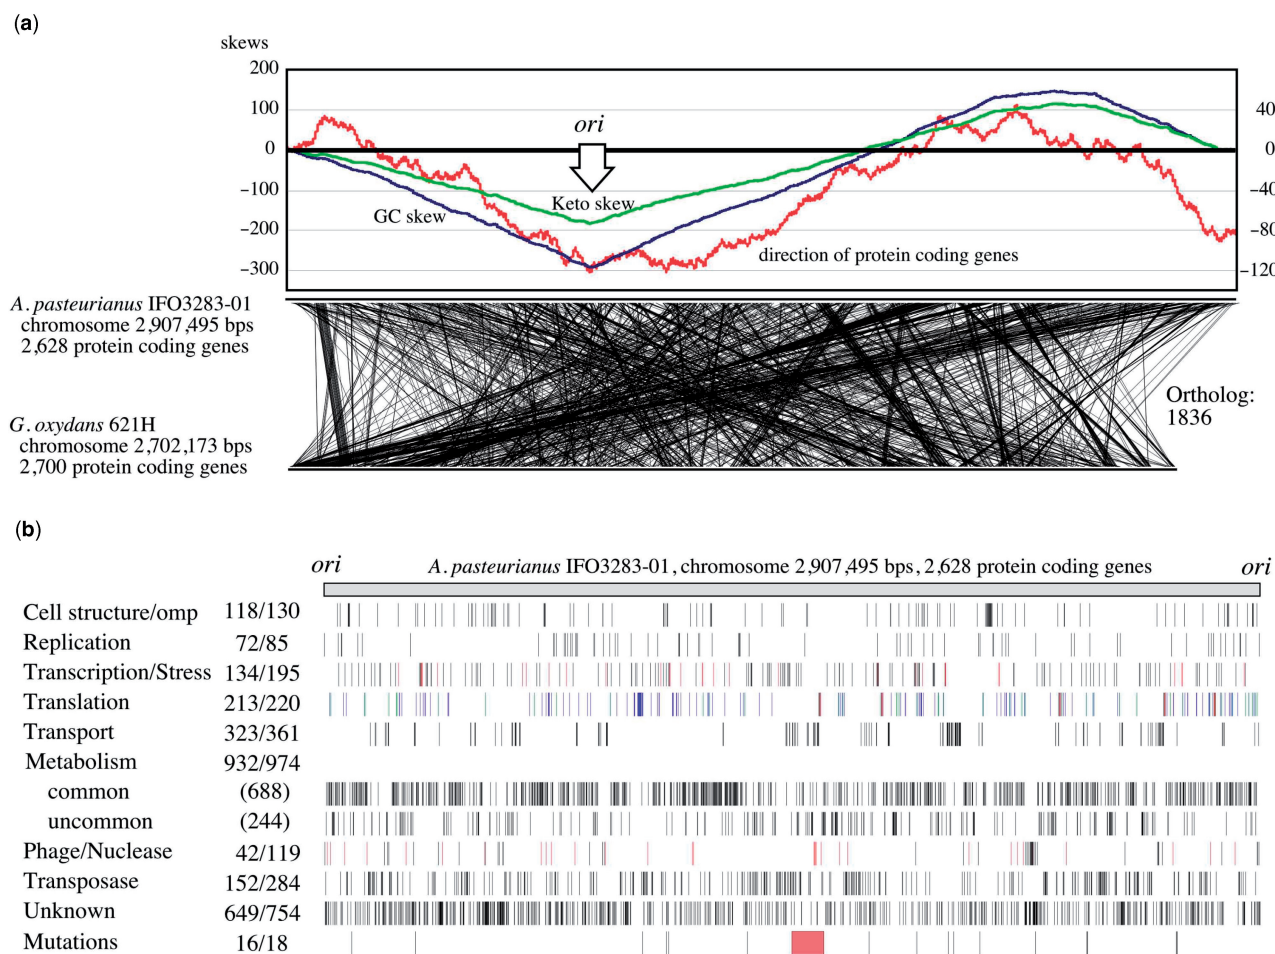 (a)
skews
200
100
0
−100
−200
−300
40
0
−40
−80
−120
ori
Keto skew
GC skew
direction of protein coding genes
A. pasteurianus IFO3283-01
chromosome 2,907,495 bps
2,628 protein coding genes
G. oxydans 621H
chromosome 2,702,173 bps
2,700 protein coding genes
Ortholog:
1836
(b)
ori A. pasteurianus IFO3283-01, chromosome 2,907,495 bps, 2,628 protein coding genes ori
Cell structure/omp 118/130
Replication 72/85
Transcription/Stress 134/195
Translation 213/220
Transport 323/361
Metabolism 932/974
common (688)
uncommon (244)
Phage/Nuclease 42/119
Transposase 152/284
Unknown 649/754
Mutations 16/18